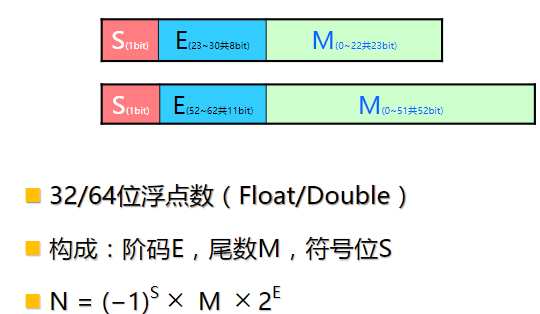 S(1bit) E(23~30共8bit) M(0~22共23bit)
S(1bit) E(52~62共11bit) M(0~51共52bit)
32/64位浮点数（Float/Double）
构成：阶码E，尾数M，符号位S
N = (−1)^S × M × 2^E